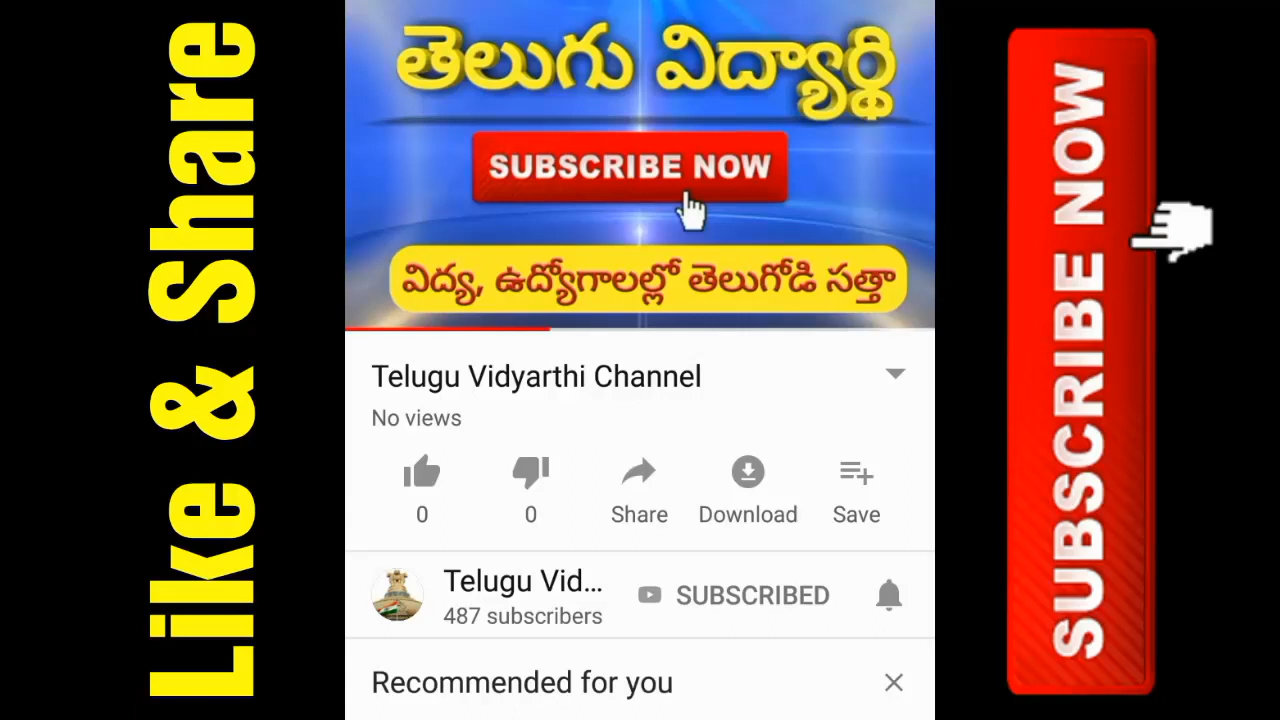 Like & Share
తెలుగు విద్యార్థి
SUBSCRIBE NOW
విద్య, ఉద్యోగాలల్లో తెలుగోడి సత్తా
Telugu Vidyarthi Channel
No views
0
0
Share
Download
Save
Telugu Vid...
487 subscribers
SUBSCRIBED
Recommended for you
SUBSCRIBE NOW